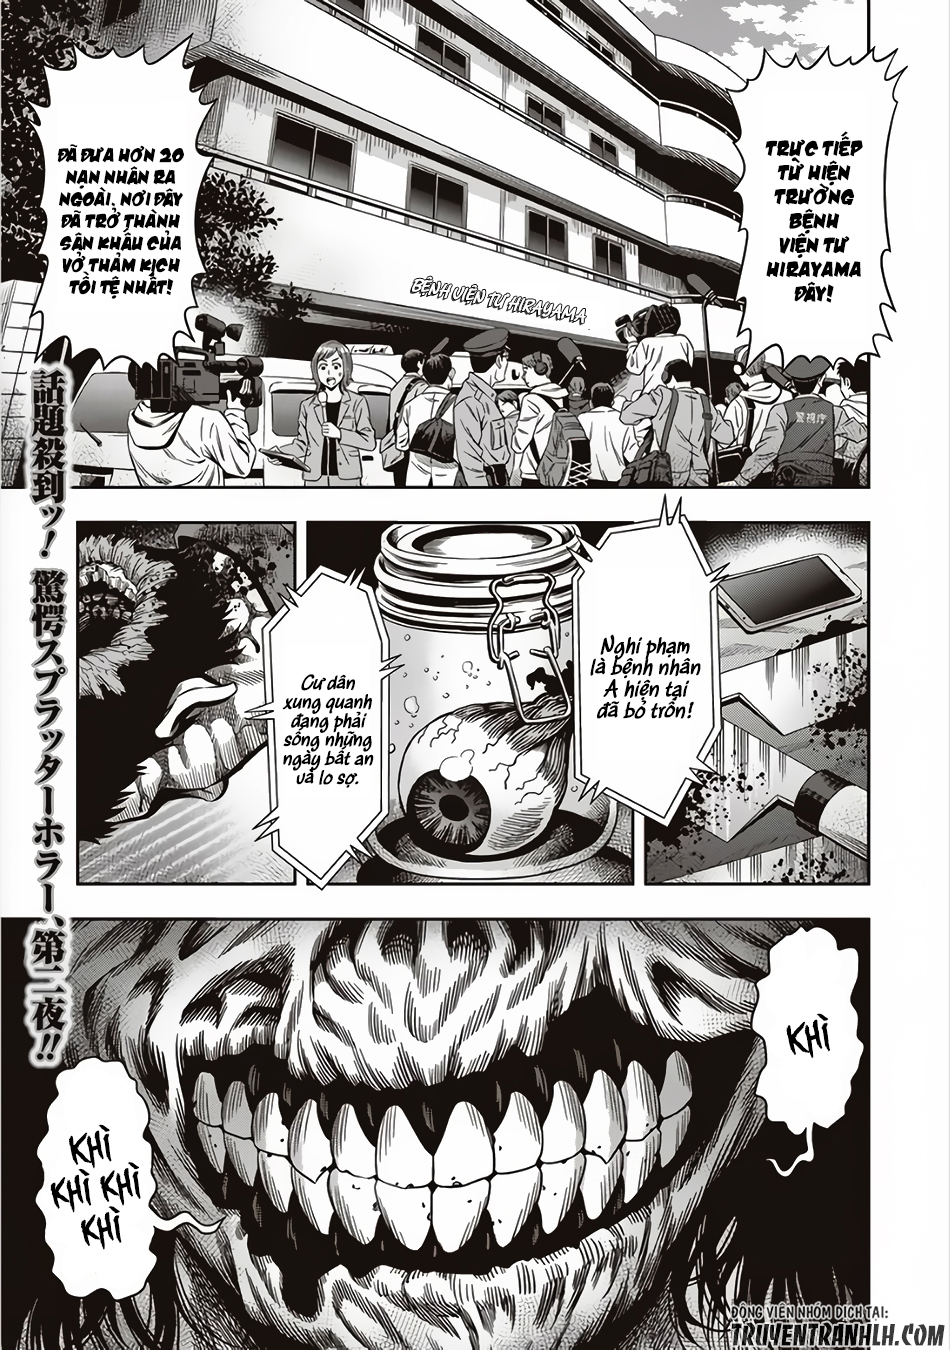 TRỰC TIẾP
TỪ HIỆN
TRƯỜNG
BỆNH
VIỆN TƯ
HIRAYAMA
ĐÂY!
ĐÃ ĐƯA HƠN 20
NẠN NHÂN RA
NGOÀI. NƠI ĐÂY
ĐÃ TRỞ THÀNH
SÂN KHẤU CỦA
VỞ THẢM KỊCH
TỒI TỆ NHẤT!
BỆNH VIỆN TƯ HIRAYAMA
警視庁
話題殺到ッ！ 驚愕スプラッターホラー、第二夜!!
Nghi phạm
là bệnh nhân
A hiện tại
đã bỏ trốn!
Cư dân
xung quanh
đang phải
sống những
ngày bất an
và lo sợ.
KHÌ
KHÌ
KHÌ KHÌ
KHÌ
ĐỘNG VIÊN NHÓM DỊCH TẠI:
TRUYENTRANHLH.COM